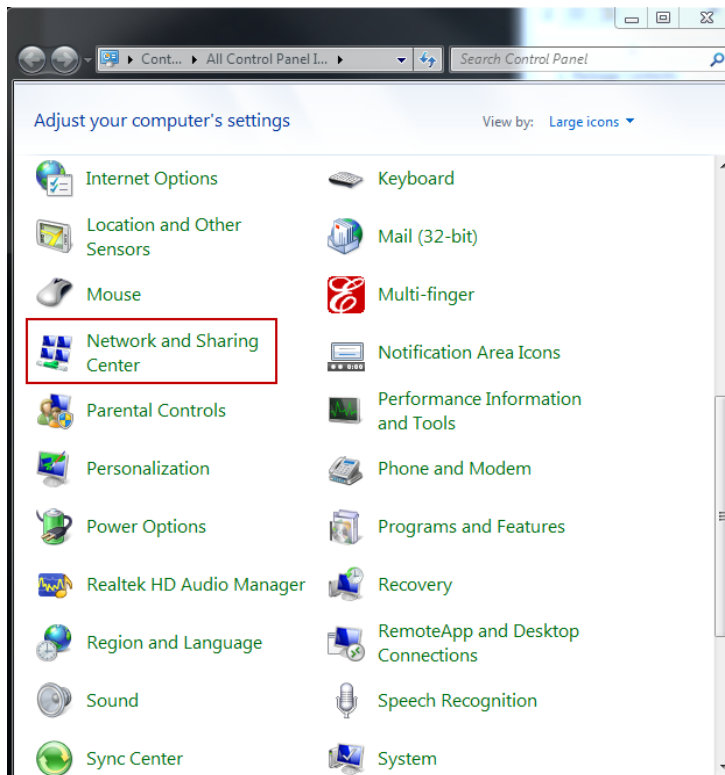 Cont... All Control Panel I... Search Control Panel
Adjust your computer's settings View by: Large icons
Internet Options Keyboard
Location and Other
Sensors
Mail (32-bit)
Mouse Multi-finger
Network and Sharing
Center
Notification Area Icons
Parental Controls
Performance Information
and Tools
Personalization Phone and Modem
Power Options Programs and Features
Realtek HD Audio Manager Recovery
Region and Language
RemoteApp and Desktop
Connections
Sound Speech Recognition
Sync Center System